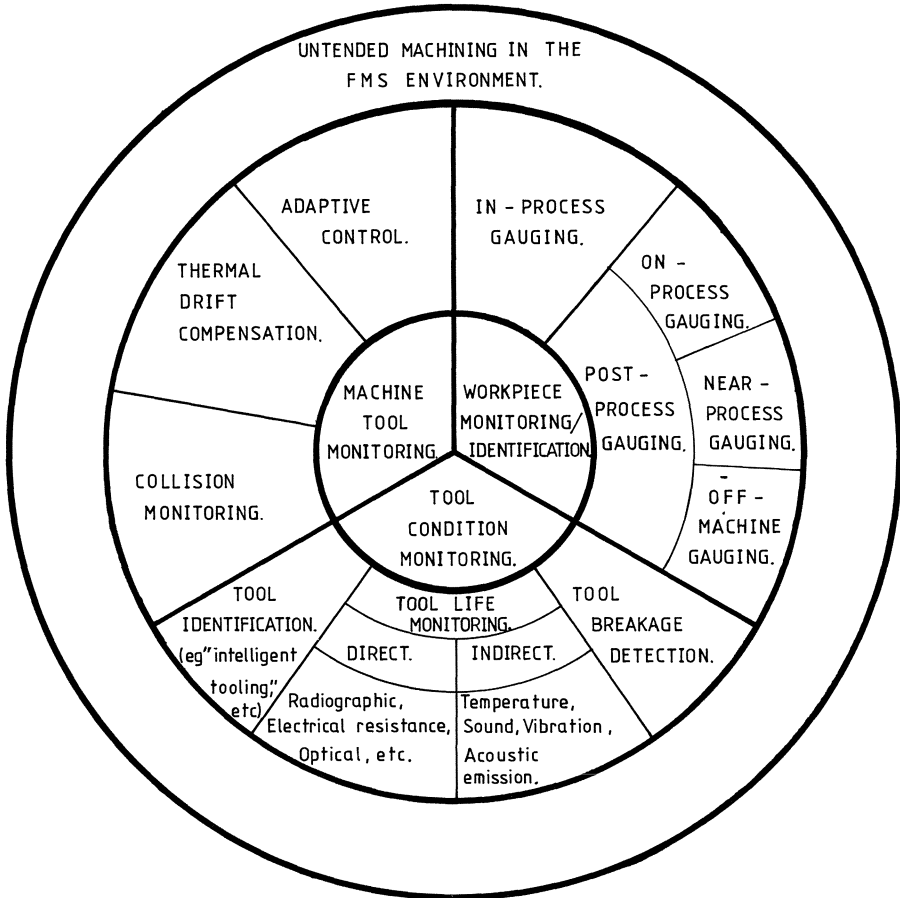 UNTENDED MACHINING IN THE
FMS ENVIRONMENT.
ADAPTIVE
CONTROL.
IN - PROCESS
GAUGING.
THERMAL
DRIFT
COMPENSATION.
ON -
PROCESS
GAUGING.
POST -
PROCESS
GAUGING.
NEAR -
PROCESS
GAUGING.
OFF -
MACHINE
GAUGING.
MACHINE
TOOL
MONITORING.
WORKPIECE
MONITORING/
IDENTIFICATION.
COLLISION
MONITORING.
TOOL
CONDITION
MONITORING.
TOOL
IDENTIFICATION.
(eg "intelligent
tooling,"
etc)
TOOL LIFE
MONITORING.
DIRECT.
INDIRECT.
Radiographic,
Electrical resistance,
Optical, etc.
Temperature,
Sound, Vibration,
Acoustic
emission.
TOOL
BREAKAGE
DETECTION.